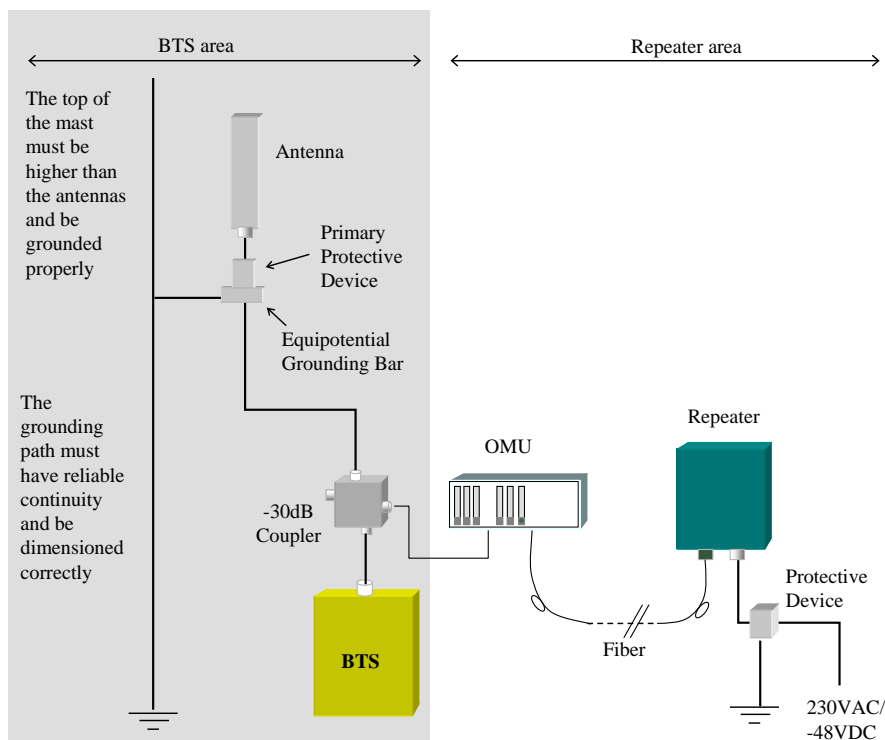 BTS area
Repeater area
The top of
the mast
must be
higher than
the antennas
and be
grounded
properly
Antenna
Primary
Protective
Device
Equipotential
Grounding Bar
The
grounding
path must
have reliable
continuity
and be
dimensioned
correctly
-30dB
Coupler
BTS
OMU
Repeater
Fiber
Protective
Device
230VAC/
-48VDC